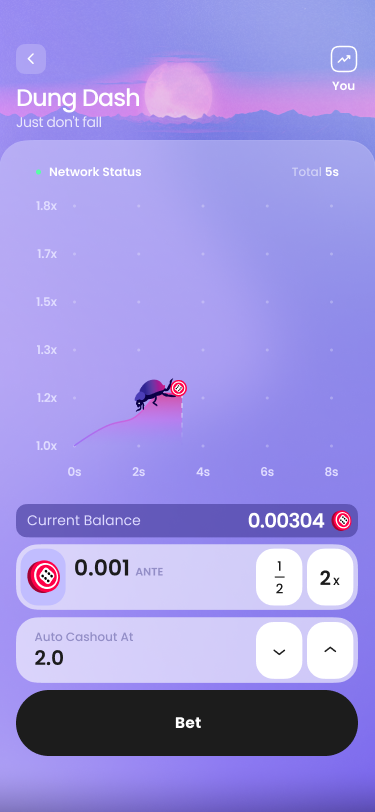 Dung Dash
You
Just don't fall
Network Status
Total 5s
1.8x
1.7x
1.5x
1.3x
1.2x
1.0x
0s 2s 4s 6s 8s
Current Balance 0.00304
0.001 ANTE
1
2
2x
Auto Cashout At
2.0
Bet